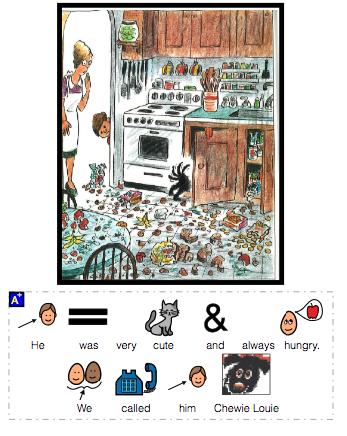 He was very cute and always hungry.
We called him Chewie Louie